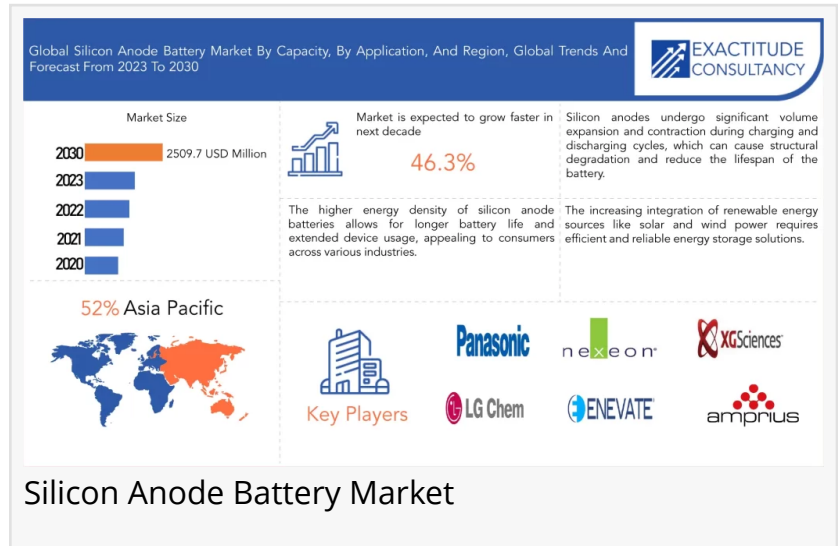 Global Silicon Anode Battery Market By Capacity, By Application, And Region, Global Trends And
Forecast From 2023 To 2030
EXACTITUDE
CONSULTANCY
Market Size
2030
2509.7 USD Million
2023
2022
2021
2020
Market is expected to grow faster in
next decade
46.3%
Silicon anodes undergo significant volume
expansion and contraction during charging and
discharging cycles, which can cause structural
degradation and reduce the lifespan of the
battery.
The higher energy density of silicon anode
batteries allows for longer battery life and
extended device usage, appealing to consumers
across various industries.
The increasing integration of renewable energy
sources like solar and wind power requires
efficient and reliable energy storage solutions.
52% Asia Pacific
Key Players
Panasonic
nexeon
XGSciences
LG Chem
ENEVATE
amprius
Silicon Anode Battery Market